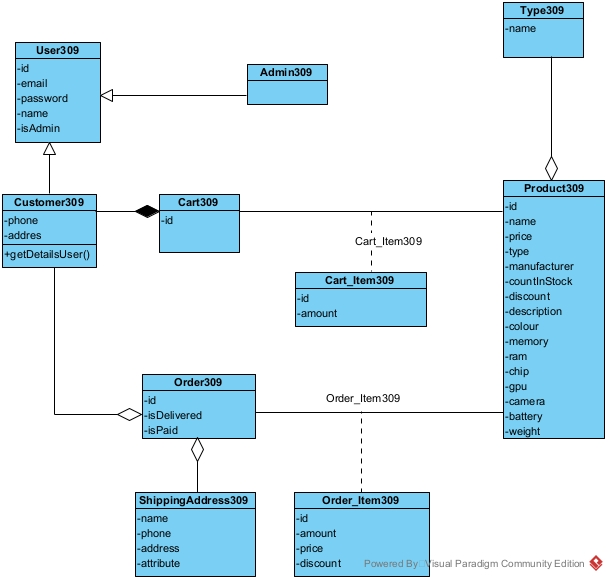 Type309
-name
User309
-id
-email
-password
-name
-isAdmin
Admin309
Customer309
-phone
-addres
+getDetailsUser()
Cart309
-id
Product309
-id
-name
-price
-type
-manufacturer
-countInStock
-discount
-description
-colour
-memory
-ram
-chip
-gpu
-camera
-battery
-weight
Cart_Item309
Cart_Item309
-id
-amount
Order309
-id
-isDelivered
-isPaid
Order_Item309
ShippingAddress309
-name
-phone
-address
-attribute
Order_Item309
-id
-amount
-price
-discount
Powered By: Visual Paradigm Community Edition